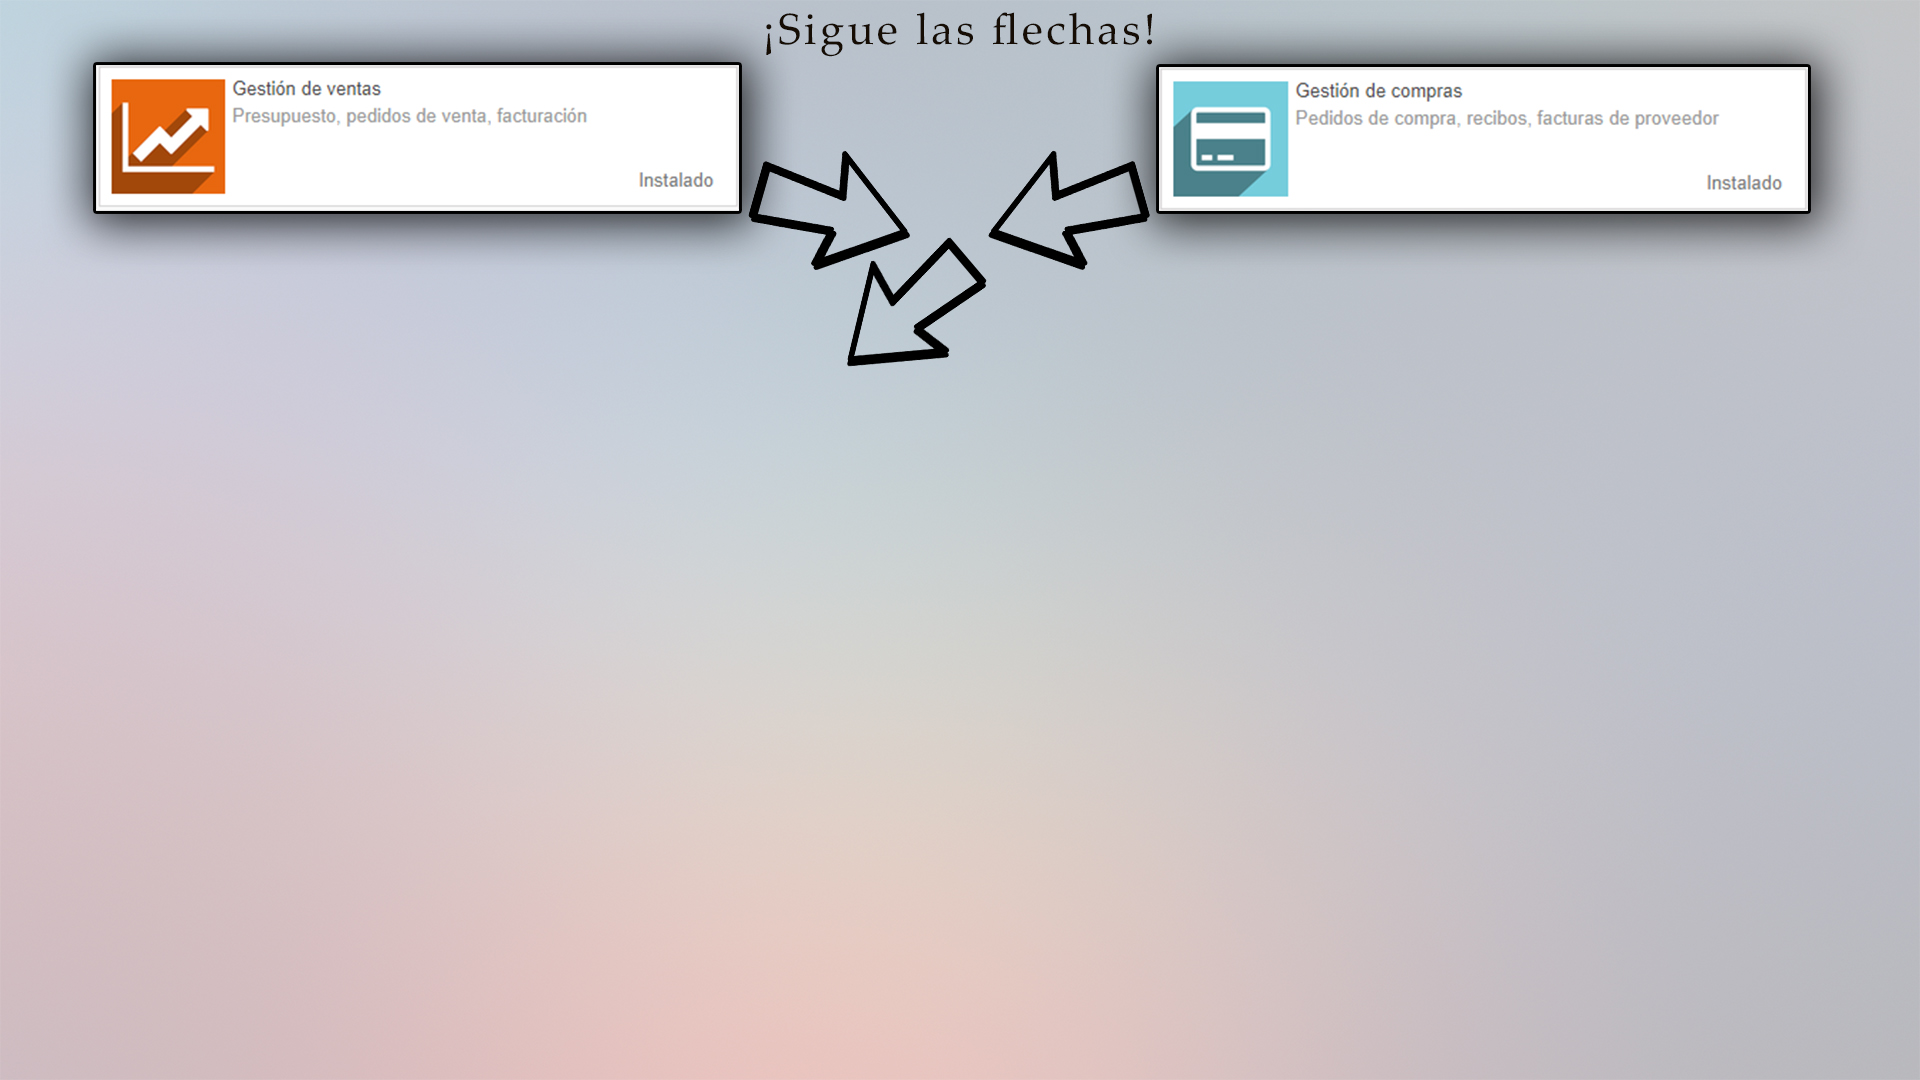 ¡Sigue las flechas!
Gestión de ventas
Presupuesto, pedidos de venta, facturación
Instalado
Gestión de compras
Pedidos de compra, recibos, facturas de proveedor
Instalado